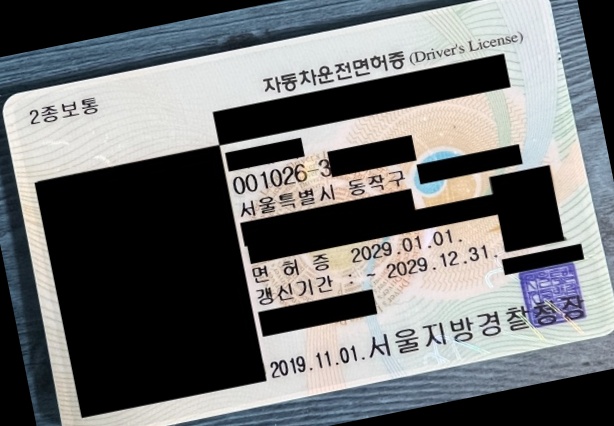 자동차운전면허증 (Driver's License)
2종보통
001026-3
서울특별시 동작구
면 허 증 2029.01.01.
갱신기간 : ~ 2029.12.31.
2019.11.01. 서울지방경찰청장